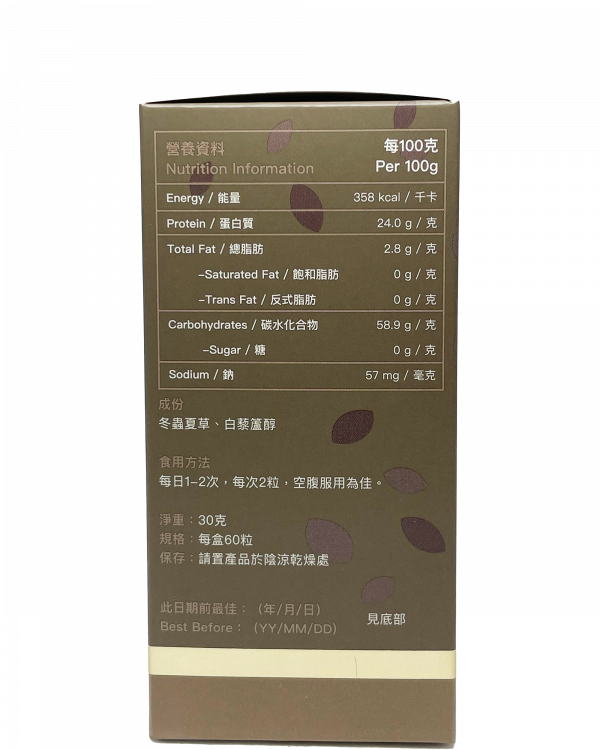 營養資料 每100克
Nutrition Information Per 100g
Energy / 能量 358 kcal / 千卡
Protein / 蛋白質 24.0 g / 克
Total Fat / 總脂肪 2.8 g / 克
–Saturated Fat / 飽和脂肪 0 g / 克
–Trans Fat / 反式脂肪 0 g / 克
Carbohydrates / 碳水化合物 58.9 g / 克
–Sugar / 糖 0 g / 克
Sodium / 鈉 57 mg / 毫克
成份
冬蟲夏草、白藜蘆醇
食用方法
每日1–2次，每次2粒，空腹服用為佳。
淨重：30克
規格：每盒60粒
保存：請置產品於陰涼乾燥處
此日期前最佳：（年/月/日） 見底部
Best Before：（YY/MM/DD）